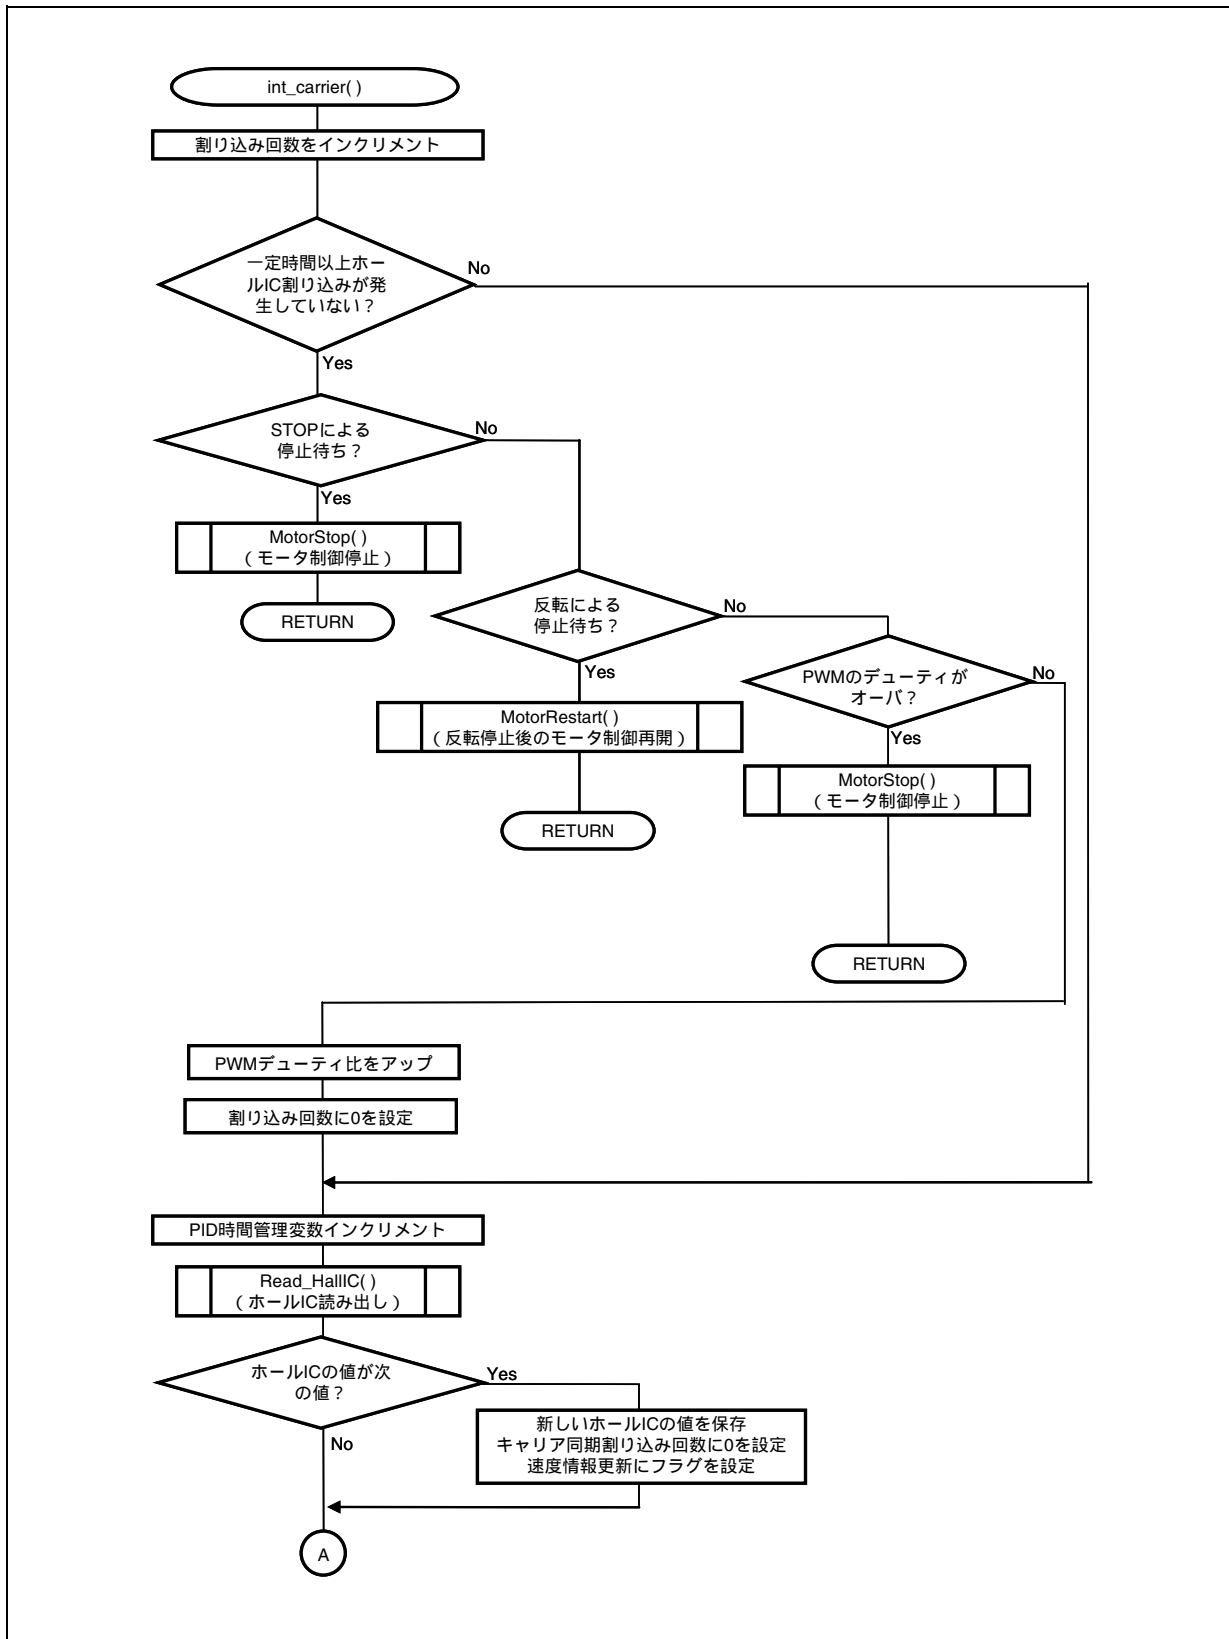 int_carrier( )
割り込み回数をインクリメント
一定時間以上ホー
ルIC割り込みが発
生していない？
No
Yes
STOPによる
停止待ち？
No
Yes
MotorStop( )
（モータ制御停止）
RETURN
反転による
停止待ち？
No
Yes
MotorRestart( )
（反転停止後のモータ制御再開）
RETURN
PWMのデューティが
オーバ？
No
Yes
MotorStop( )
（モータ制御停止）
RETURN
PWMデューティ比をアップ
割り込み回数に0を設定
PID時間管理変数インクリメント
Read_HallIC( )
（ホールIC読み出し）
ホールICの値が次
の値？
Yes
No
新しいホールICの値を保存
キャリア同期割り込み回数に0を設定
速度情報更新にフラグを設定
A